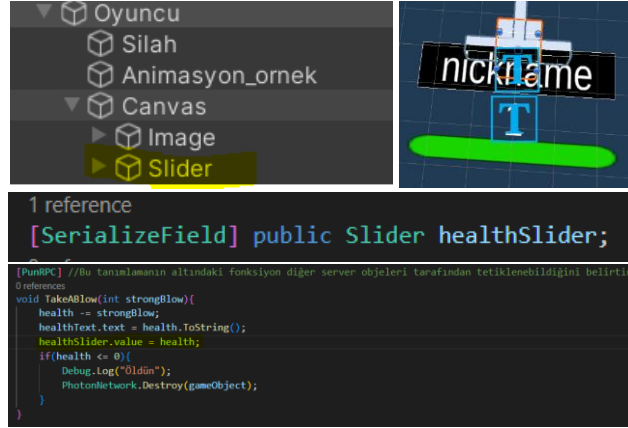 Oyuncu
Silah
Animasyon_ornek
Canvas
Image
Slider
nickname
T
T
1 reference
[SerializeField] public Slider healthSlider;
[PunRPC] //Bu tanımlamanın altındaki fonksiyon diğer server objeleri tarafından tetiklenebildiğini belirti
0 references
void TakeABlow(int strongBlow){
health -= strongBlow;
healthText.text = health.ToString();
healthSlider.value = health;
if(health <= 0){
Debug.Log("Öldün");
PhotonNetwork.Destroy(gameObject);
}
}